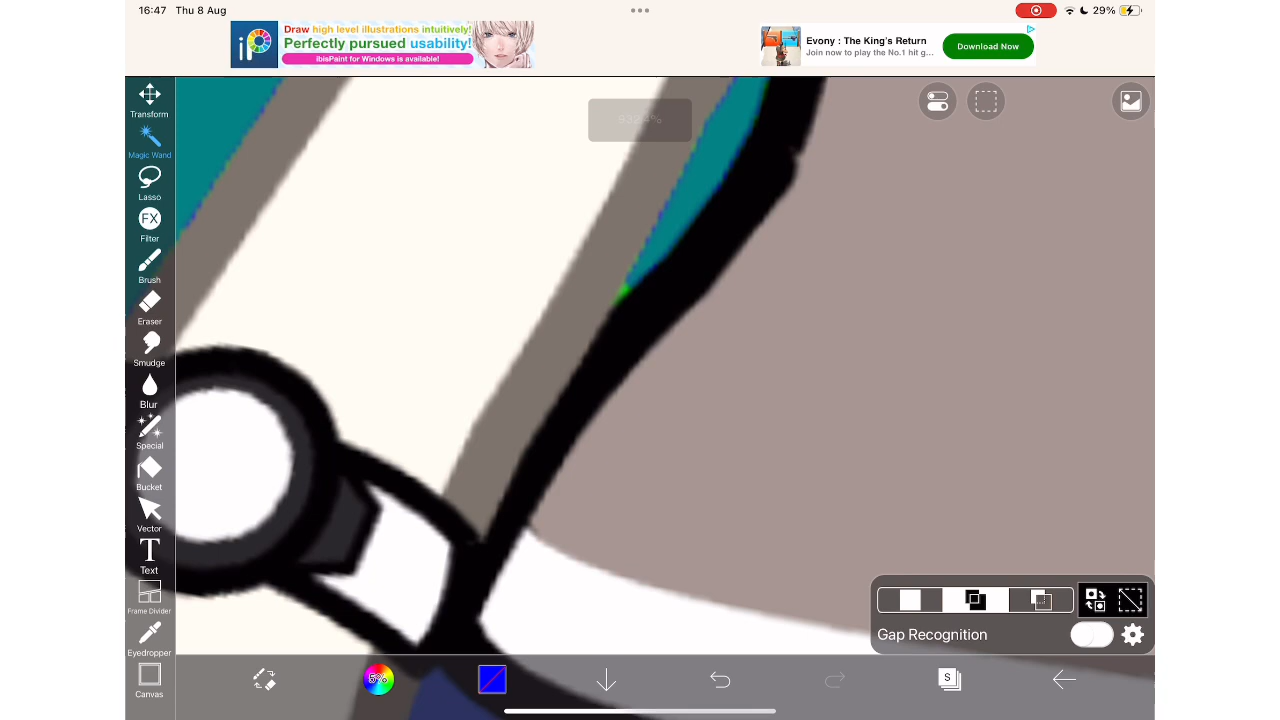 16:47 Thu 8 Aug
29%
Draw high level illustrations intuitively!
Perfectly pursued usability!
ibisPaint for Windows is available!
Evony : The King's Return
Join now to play the No.1 hit g...
Download Now
Transform
Magic Wand
Lasso
FX
Filter
Brush
Eraser
Smudge
Blur
Special
Bucket
Vector
T
Text
Frame Divider
Eyedropper
Canvas
Gap Recognition
S